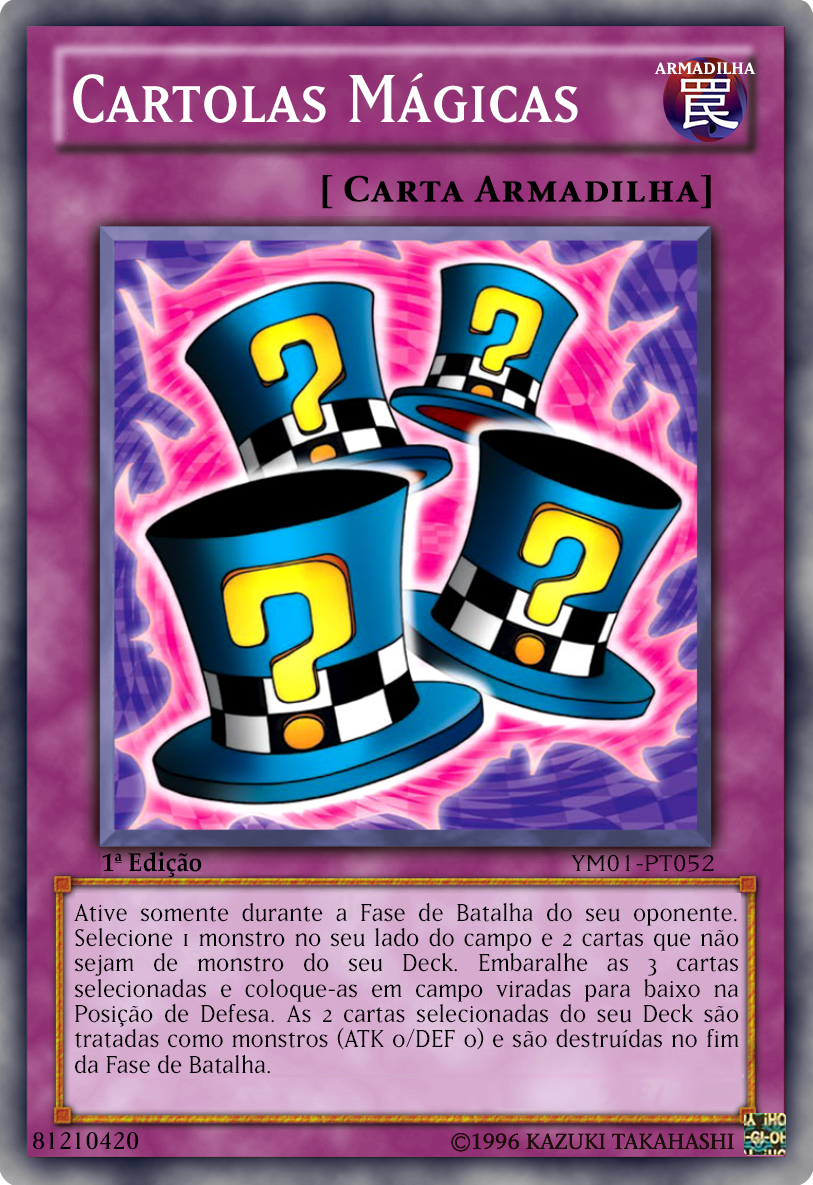 Cartolas Mágicas
ARMADILHA
罠
[ Carta Armadilha]
?
?
?
?
1ª Edição
YM01-PT052
Ative somente durante a Fase de Batalha do seu oponente.
Selecione 1 monstro no seu lado do campo e 2 cartas que não
sejam de monstro do seu Deck. Embaralhe as 3 cartas
selecionadas e coloque-as em campo viradas para baixo na
Posição de Defesa. As 2 cartas selecionadas do seu Deck são
tratadas como monstros (ATK 0/DEF 0) e são destruídas no fim
da Fase de Batalha.
81210420
©1996 KAZUKI TAKAHASHI